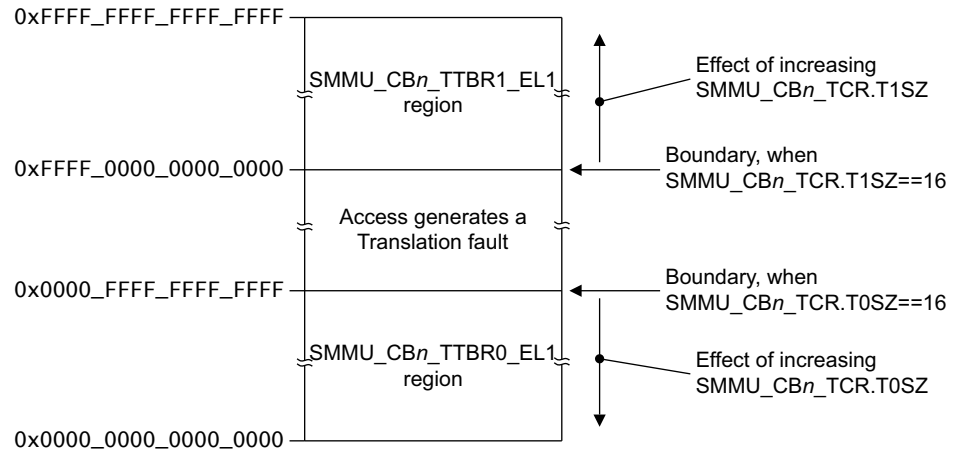 0xFFFF_FFFF_FFFF_FFFF
SMMU_CBn_TTBR1_EL1
region
Effect of increasing
SMMU_CBn_TCR.T1SZ
0xFFFF_0000_0000_0000
Boundary, when
SMMU_CBn_TCR.T1SZ==16
Access generates a
Translation fault
0x0000_FFFF_FFFF_FFFF
Boundary, when
SMMU_CBn_TCR.T0SZ==16
SMMU_CBn_TTBR0_EL1
region
Effect of increasing
SMMU_CBn_TCR.T0SZ
0x0000_0000_0000_0000